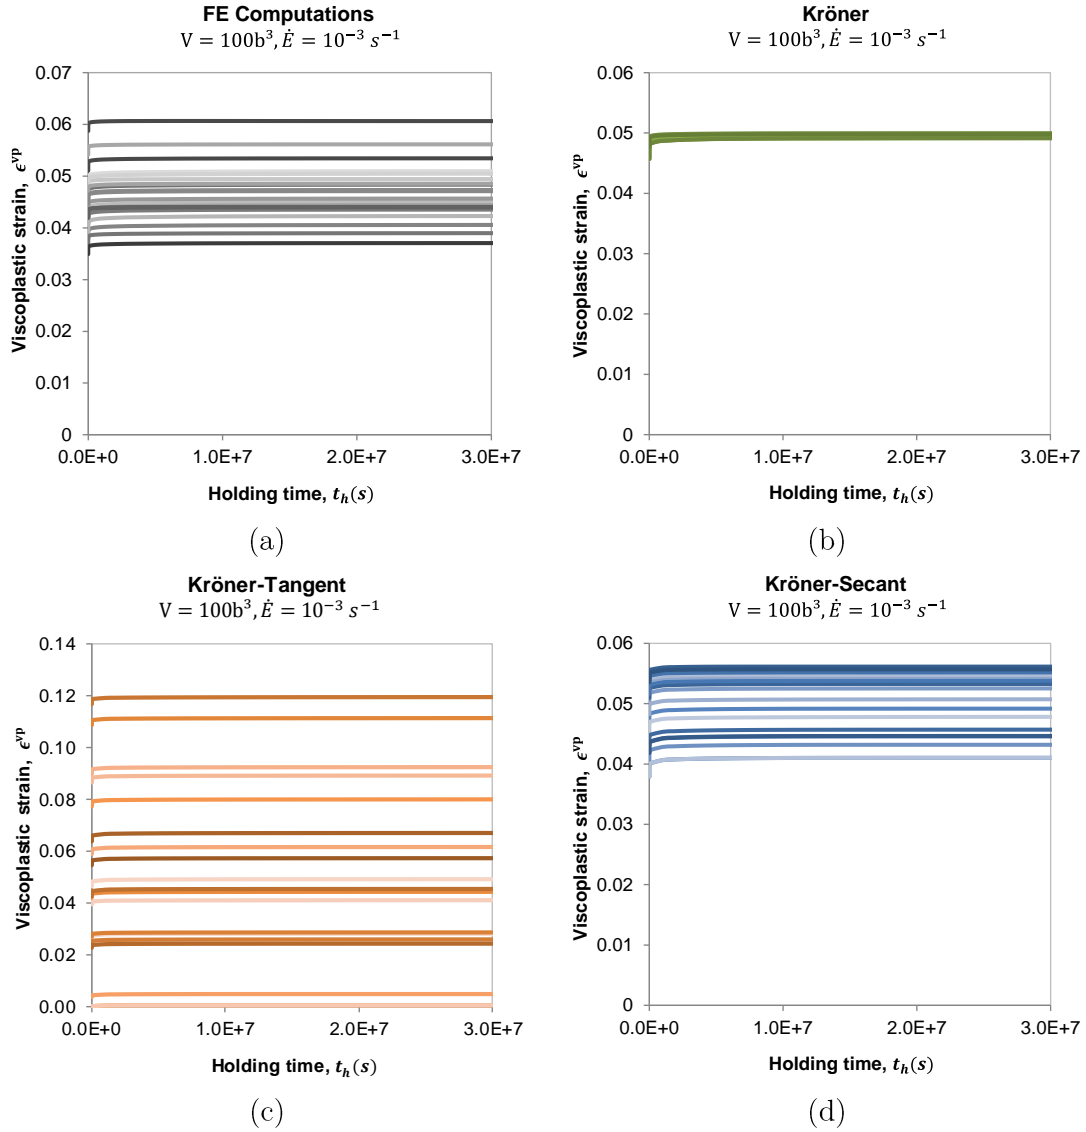 FE Computations
V = 100b³, Ė = 10⁻³ s⁻¹
0.07
0.06
0.05
0.04
0.03
0.02
0.01
0
Viscoplastic strain, ϵᵛᵖ
0.0E+0 1.0E+7 2.0E+7 3.0E+7
Holding time, tₕ(s)
(a)
Kröner
V = 100b³, Ė = 10⁻³ s⁻¹
0.06
0.05
0.04
0.03
0.02
0.01
0
Viscoplastic strain, ϵᵛᵖ
0.0E+0 1.0E+7 2.0E+7 3.0E+7
Holding time, tₕ(s)
(b)
Kröner-Tangent
V = 100b³, Ė = 10⁻³ s⁻¹
0.14
0.12
0.10
0.08
0.06
0.04
0.02
0.00
Viscoplastic strain, ϵᵛᵖ
0.0E+0 1.0E+7 2.0E+7 3.0E+7
Holding time, tₕ(s)
(c)
Kröner-Secant
V = 100b³, Ė = 10⁻³ s⁻¹
0.06
0.05
0.04
0.03
0.02
0.01
0
Viscoplastic strain, ϵᵛᵖ
0.0E+0 1.0E+7 2.0E+7 3.0E+7
Holding time, tₕ(s)
(d)